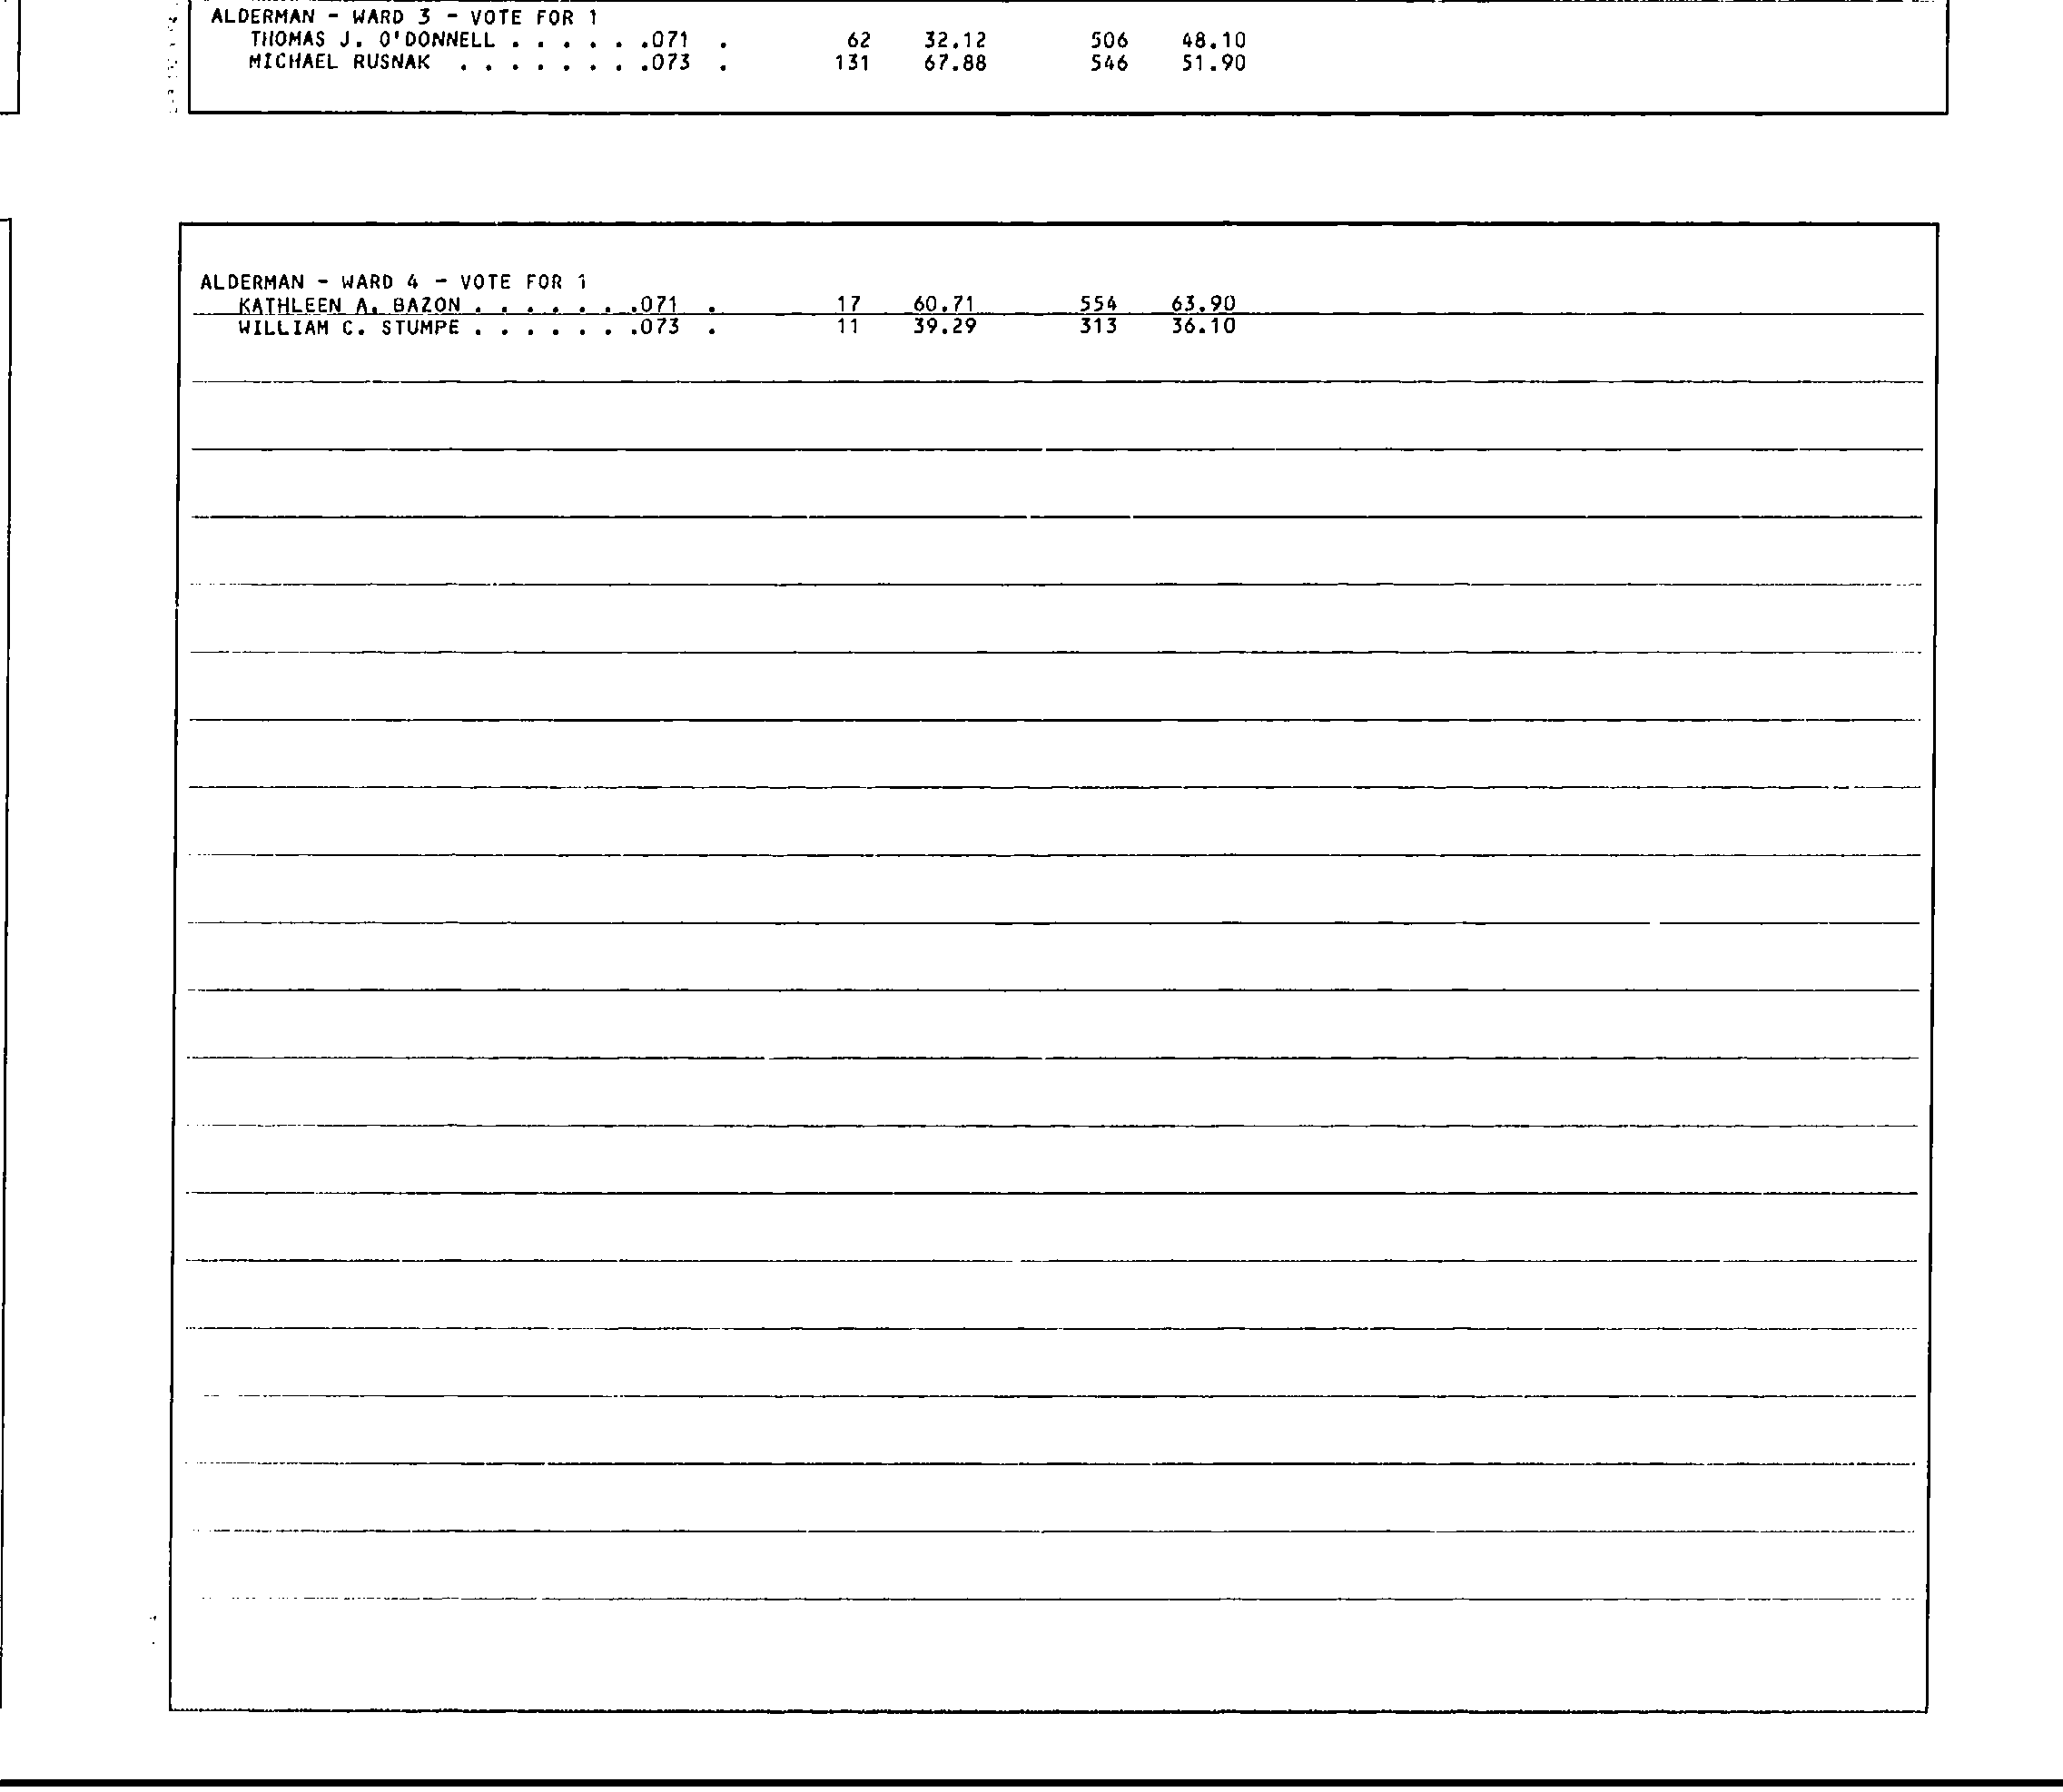 ALDERMAN - WARD 3 - VOTE FOR 1
THOMAS J. O'DONNELL . . . . . .071 . 62 32.12 506 48.10
MICHAEL RUSNAK . . . . . . . .073 . 131 67.88 546 51.90
ALDERMAN - WARD 4 - VOTE FOR 1
KATHLEEN A. BAZON . . . . . . .071 . 17 60.71 554 63.90
WILLIAM C. STUMPE . . . . . . .073 . 11 39.29 313 36.10